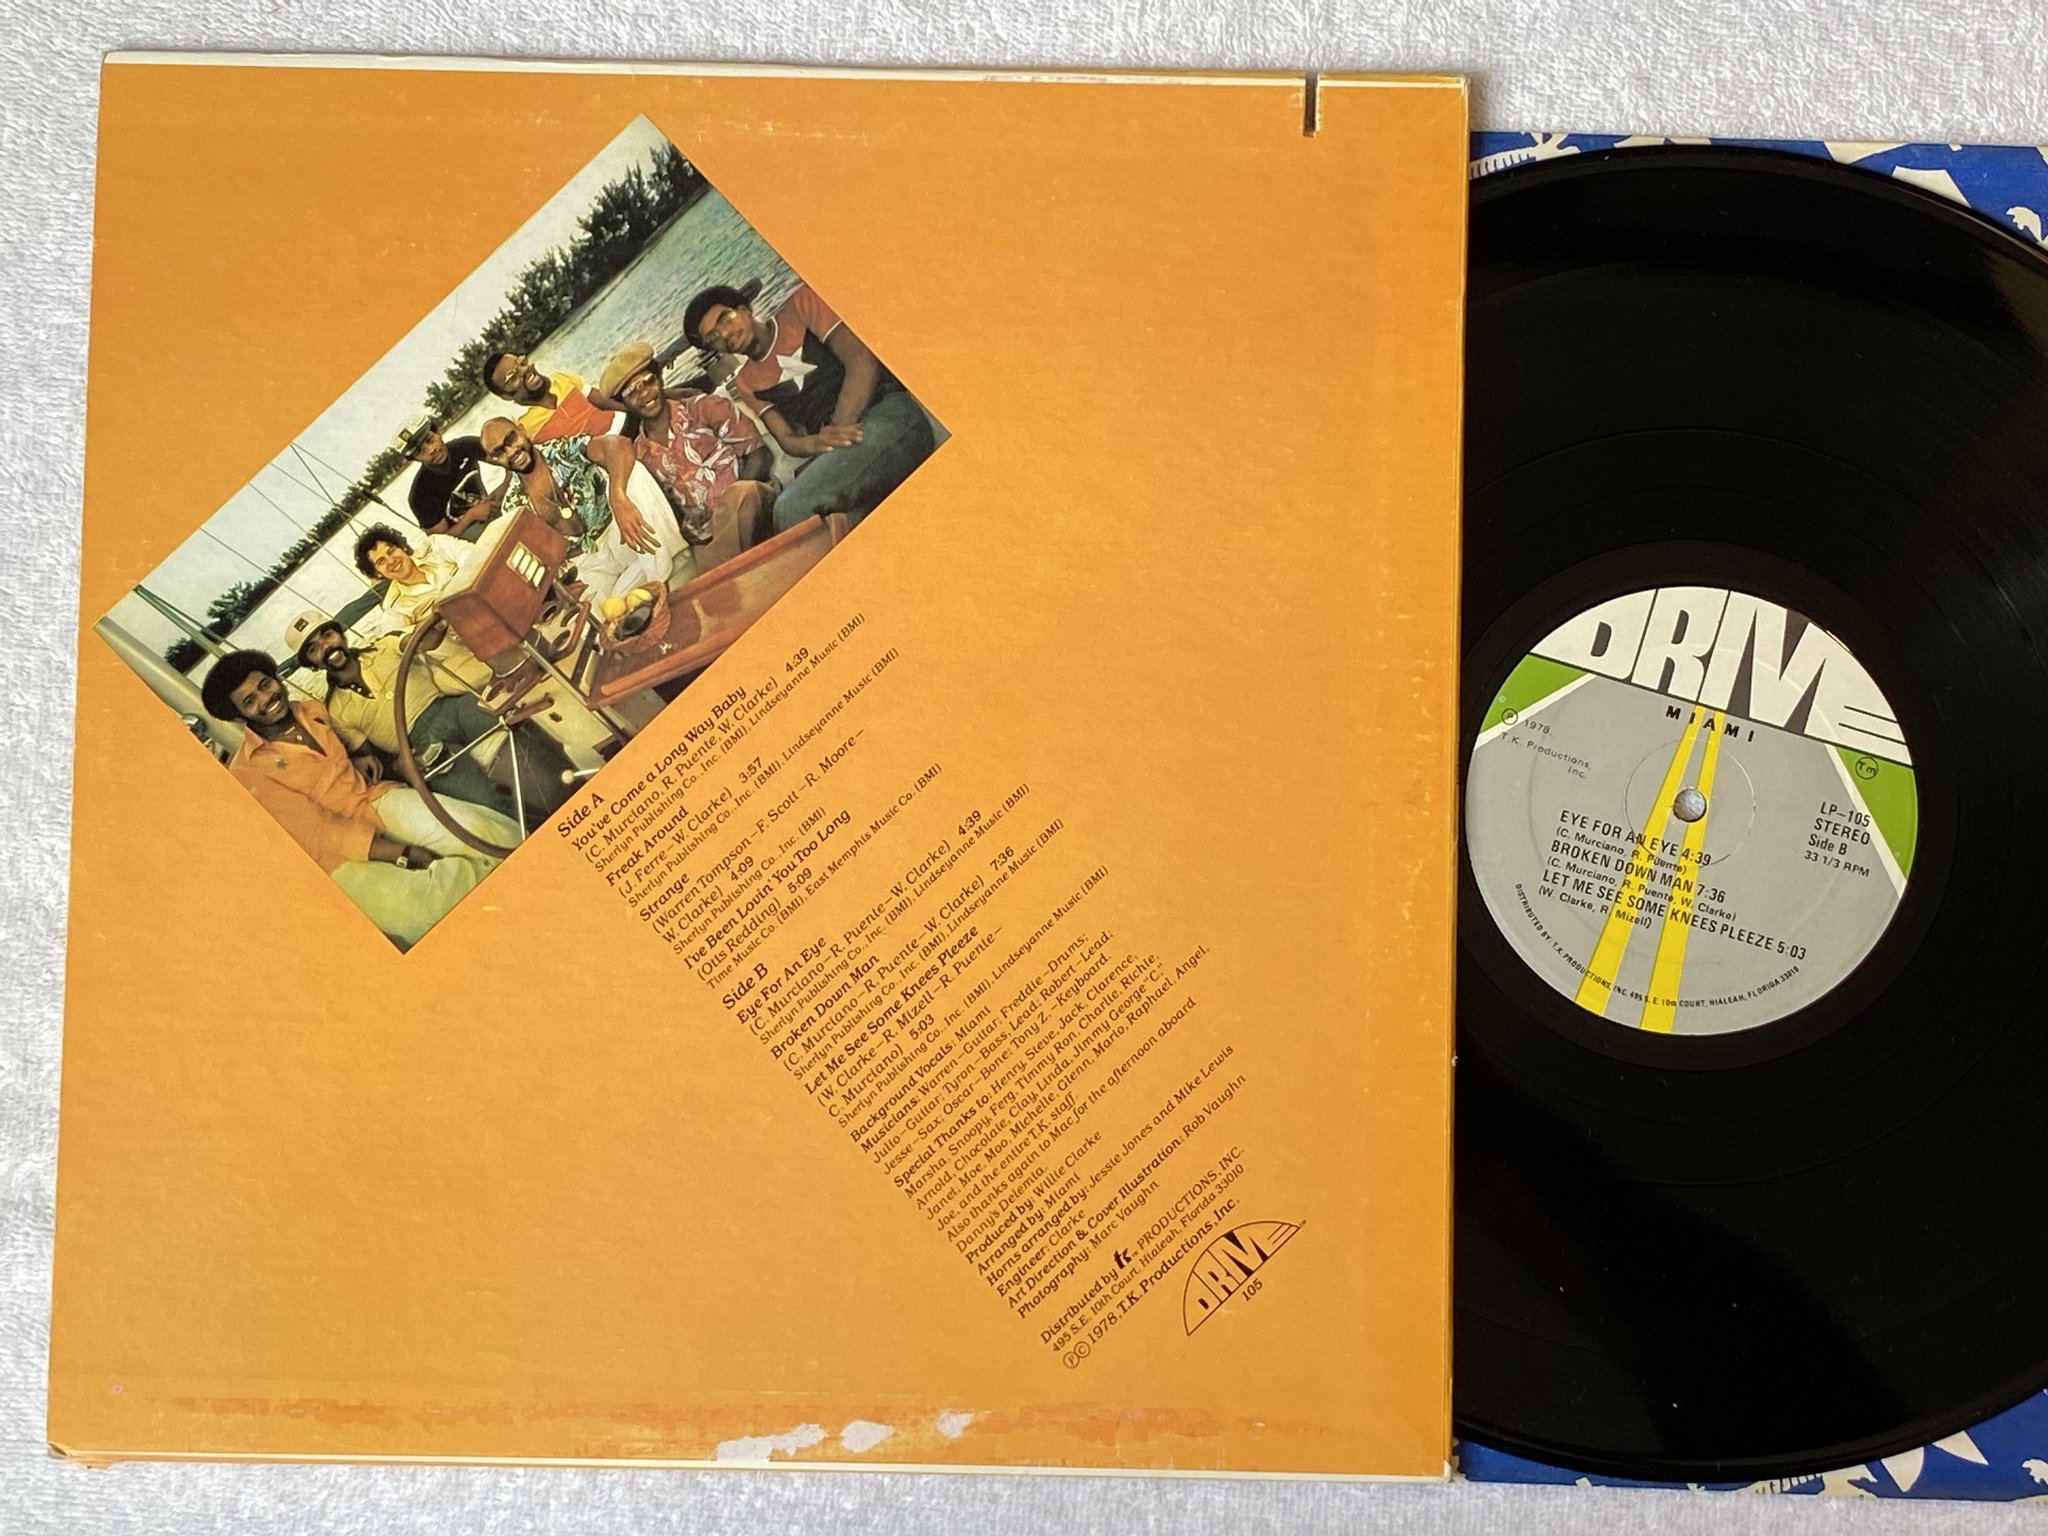 Side A
You've Come a Long Way Baby
(C. Murciano, R. Puente, W. Clarke) 4:39
Sherlyn Publishing Co., Inc. (BMI), Lindseyanne Music (BMI)
Freak Around
(J. Ferre—W. Clarke) 3:57
Sherlyn Publishing Co., Inc. (BMI), Lindseyanne Music (BMI)
Strange
(Warren Tompson—F. Scott—R. Moore—
W. Clarke) 4:09
Sherlyn Publishing Co., Inc. (BMI)
I've Been Lovin' You Too Long
(Otis Redding) 5:09
Time Music Co. (BMI), East Memphis Music Co. (BMI)
Side B
Eye For An Eye
(C. Murciano—R. Puente—W. Clarke) 4:39
Sherlyn Publishing Co., Inc. (BMI), Lindseyanne Music (BMI)
Broken Down Man
(C. Murciano—R. Puente—W. Clarke) 7:36
Sherlyn Publishing Co., Inc. (BMI), Lindseyanne Music (BMI)
Let Me See Some Knees Pleeze
(W. Clarke—R. Mizell—R. Puente—
C. Murciano) 5:03
Sherlyn Publishing Co., Inc. (BMI), Lindseyanne Music (BMI)
Background Vocals: Miami
Musicians: Warren—Guitar; Freddie—Drums;
Julio—Guitar; Tyron—Bass, Lead; Robert—Lead;
Jesse—Sax; Oscar—Bone; Tony Z.—Keyboard.
Special Thanks to: Henry, Steve, Jack, Clarence,
Marsha, Snoopy, Ferg, Timmy Ron, Charlie, Richie,
Arnold, Chocolate, Clay, Linda, Jimmy George "C,"
Janet, Moe, Moo, Michelle, Glenn, Mario, Raphael, Angel,
Joe, and the entire T.K. staff.
Also thanks again to Mac for the afternoon aboard
Danny's Delemia.
Produced by: Willie Clarke
Arranged by: Miami
Horns arranged by: Jessie Jones and Mike Lewis
Engineer: Clarke
Art Direction & Cover Illustration: Rob Vaughn
Photography: Marc Vaughn
Distributed by tk PRODUCTIONS, INC.
495 S.E. 10th Court, Hialeah, Florida 33010
Ⓟ Ⓒ 1978, T.K. Productions, Inc.
DRIVE
105
DRIVE
MIAMI
Ⓟ 1978,
T.K. Productions,
Inc.
Tm
LP-105
STEREO
Side B
33 1/3 RPM
EYE FOR AN EYE 4:39
(C. Murciano, R. Puente)
BROKEN DOWN MAN 7:36
(C. Murciano, R. Puente, W. Clarke)
LET ME SEE SOME KNEES PLEEZE 5:03
(W. Clarke, R. Mizell)
DISTRIBUTED BY: T.K. PRODUCTIONS, INC. 495 S.E. 10th COURT, HIALEAH, FLORIDA 33010